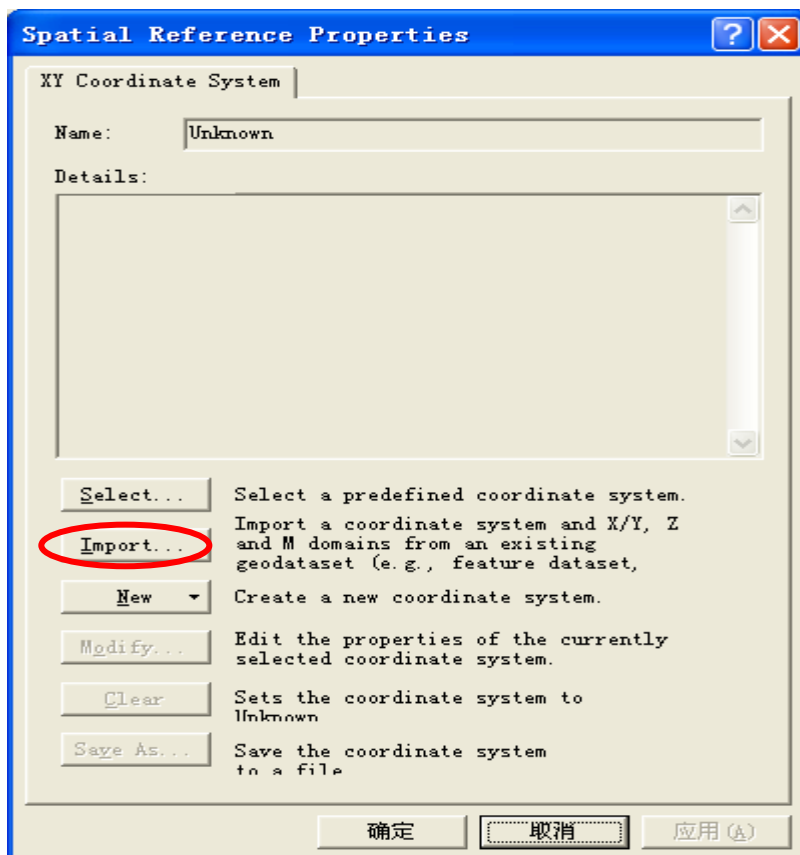 Spatial Reference Properties
XY Coordinate System
Name: Unknown
Details:
Select... Select a predefined coordinate system.
Import... Import a coordinate system and X/Y, Z
and M domains from an existing
geodataset (e.g., feature dataset,
New Create a new coordinate system.
Modify... Edit the properties of the currently
selected coordinate system.
Clear Sets the coordinate system to
Unknown
Save As... Save the coordinate system
to a file
确定 取消 应用(A)